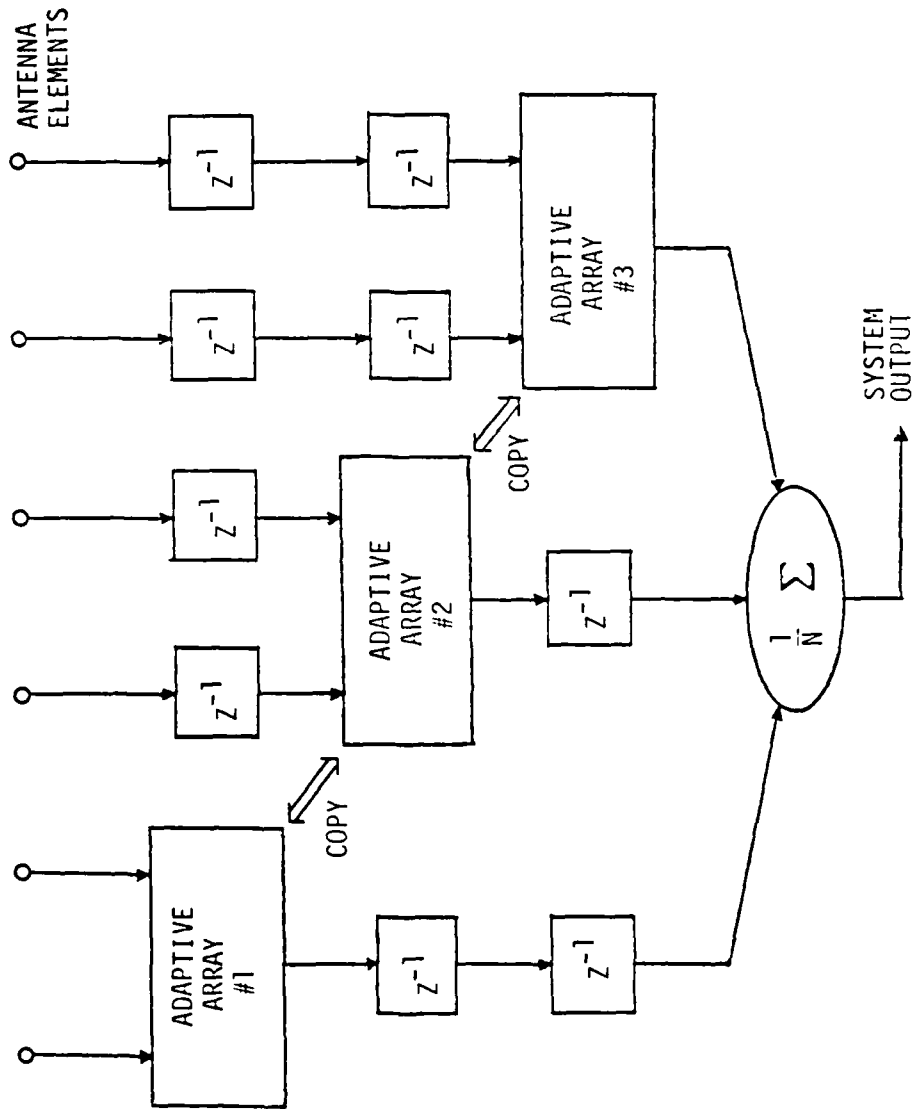 ANTENNA
ELEMENTS
ADAPTIVE
ARRAY
#1
z⁻¹
z⁻¹
COPY
z⁻¹
z⁻¹
ADAPTIVE
ARRAY
#2
z⁻¹
COPY
z⁻¹
z⁻¹
z⁻¹
z⁻¹
ADAPTIVE
ARRAY
#3
1/N Σ
SYSTEM
OUTPUT